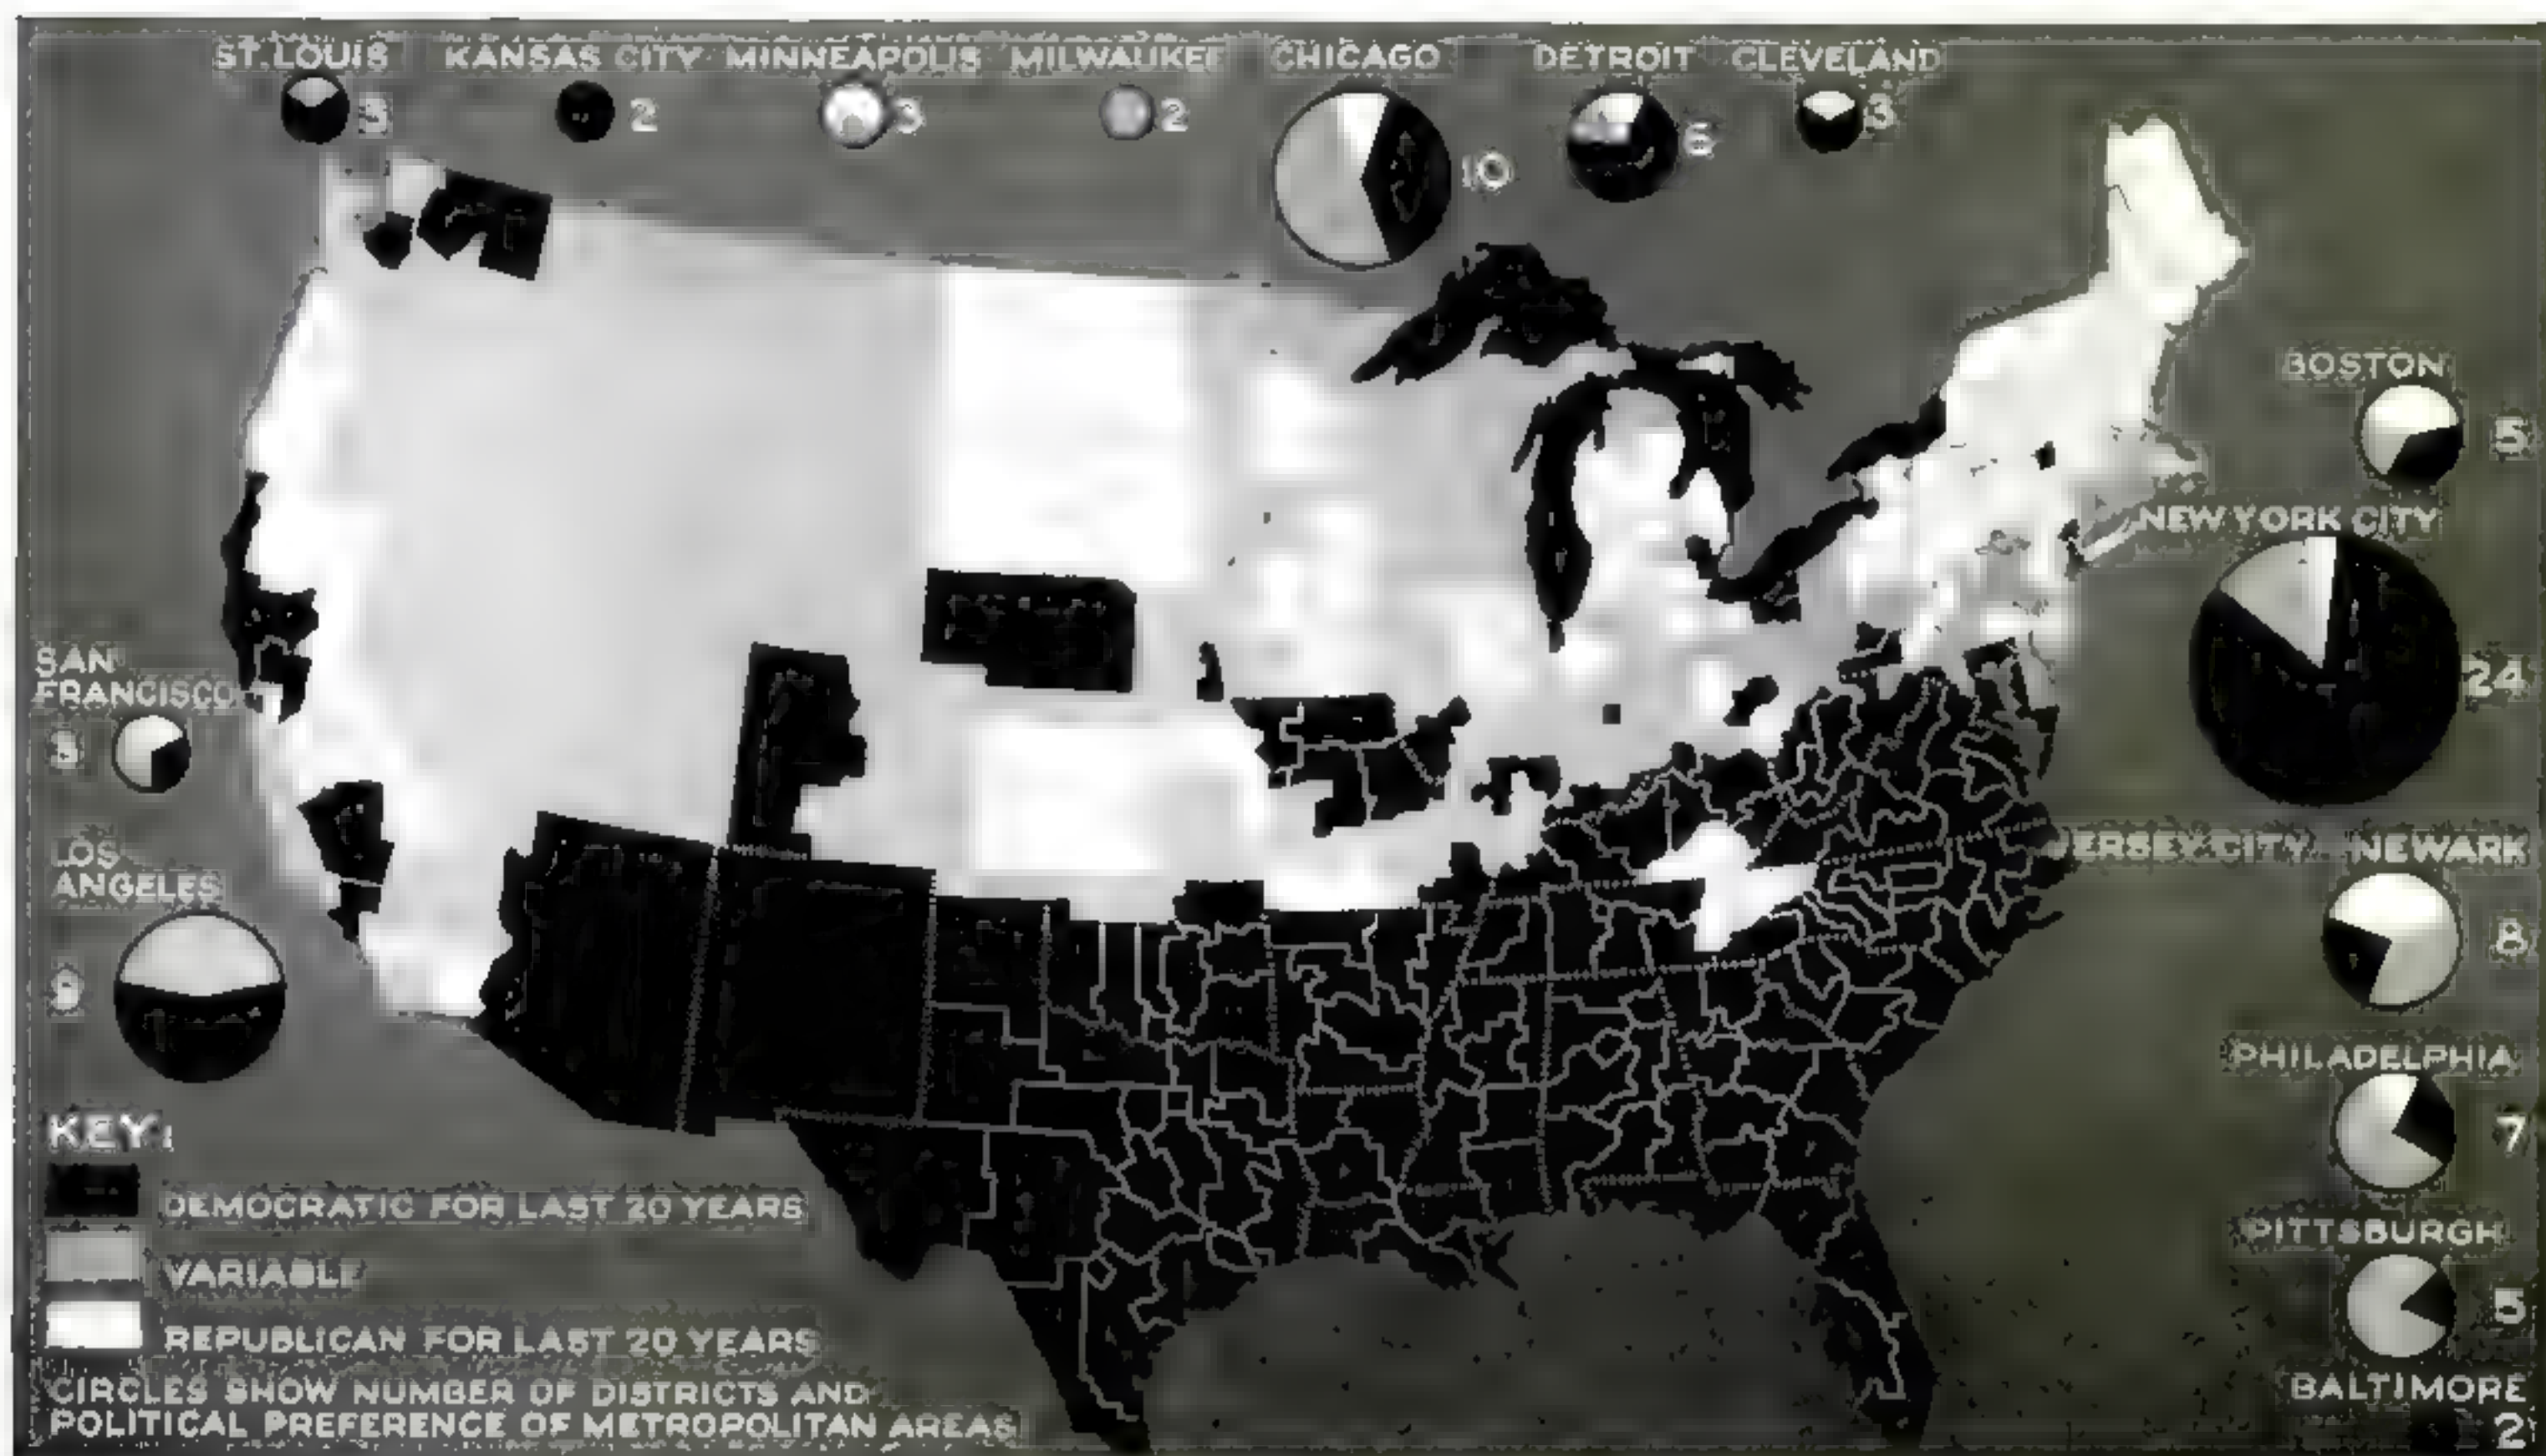 ST. LOUIS KANSAS CITY MINNEAPOLIS MILWAUKEE CHICAGO DETROIT CLEVELAND
3 2 3 2 10 6 3
BOSTON
5
NEW YORK CITY
24
SAN
FRANCISCO
LOS
ANGELES
JERSEY CITY NEWARK
8
PHILADELPHIA
7
PITTSBURGH
5
BALTIMORE
2
KEY:
DEMOCRATIC FOR LAST 20 YEARS
VARIABLE
REPUBLICAN FOR LAST 20 YEARS
CIRCLES SHOW NUMBER OF DISTRICTS AND
POLITICAL PREFERENCE OF METROPOLITAN AREAS